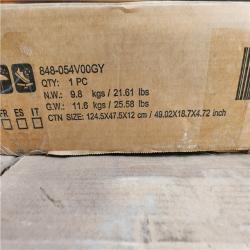 848-054V00GY
QTY: 1 PC
N.W.: 9.8 kgs / 21.61 lbs
G.W.: 11.6 kgs / 25.58 lbs
CTN SIZE: 124.5X47.5X12 cm / 49.02X18.7X4.72 inch
FR ES IT